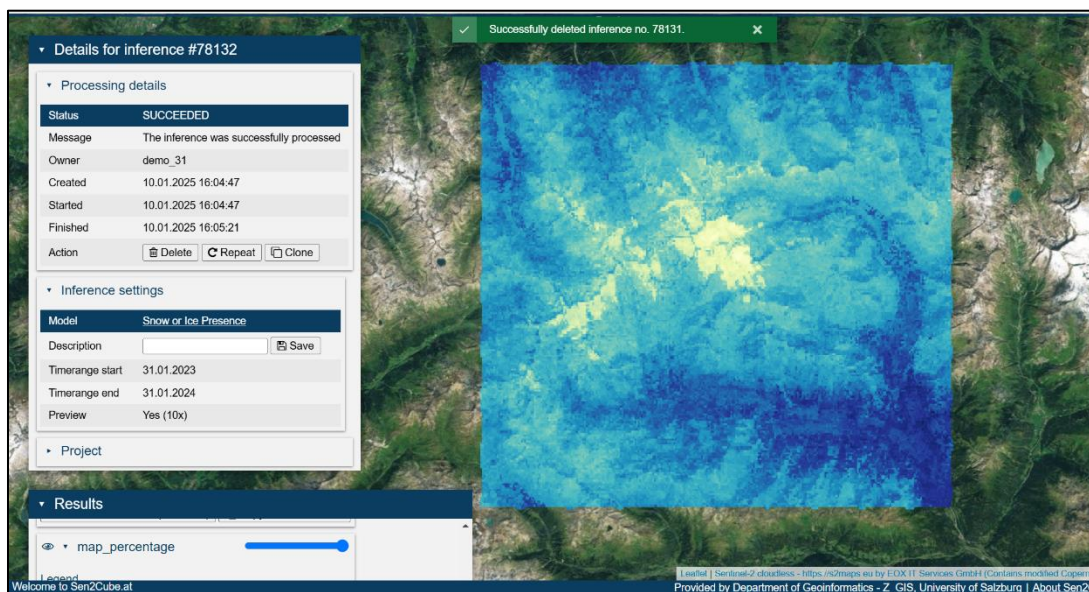 Successfully deleted inference no. 78131.
Details for inference #78132
Processing details
Status SUCCEEDED
Message The inference was successfully processed
Owner demo_31
Created 10.01.2025 16:04:47
Started 10.01.2025 16:04:47
Finished 10.01.2025 16:05:21
Action Delete Repeat Clone
Inference settings
Model Snow or Ice Presence
Description Save
Timerange start 31.01.2023
Timerange end 31.01.2024
Preview Yes (10x)
Project
Results
map_percentage
Legend
Leaflet | Sentinel-2 cloudless - https://s2maps.eu by EOX IT Services GmbH (Contains modified Copern
Welcome to Sen2Cube.at
Provided by Department of Geoinformatics - Z_GIS, University of Salzburg | About Sen2